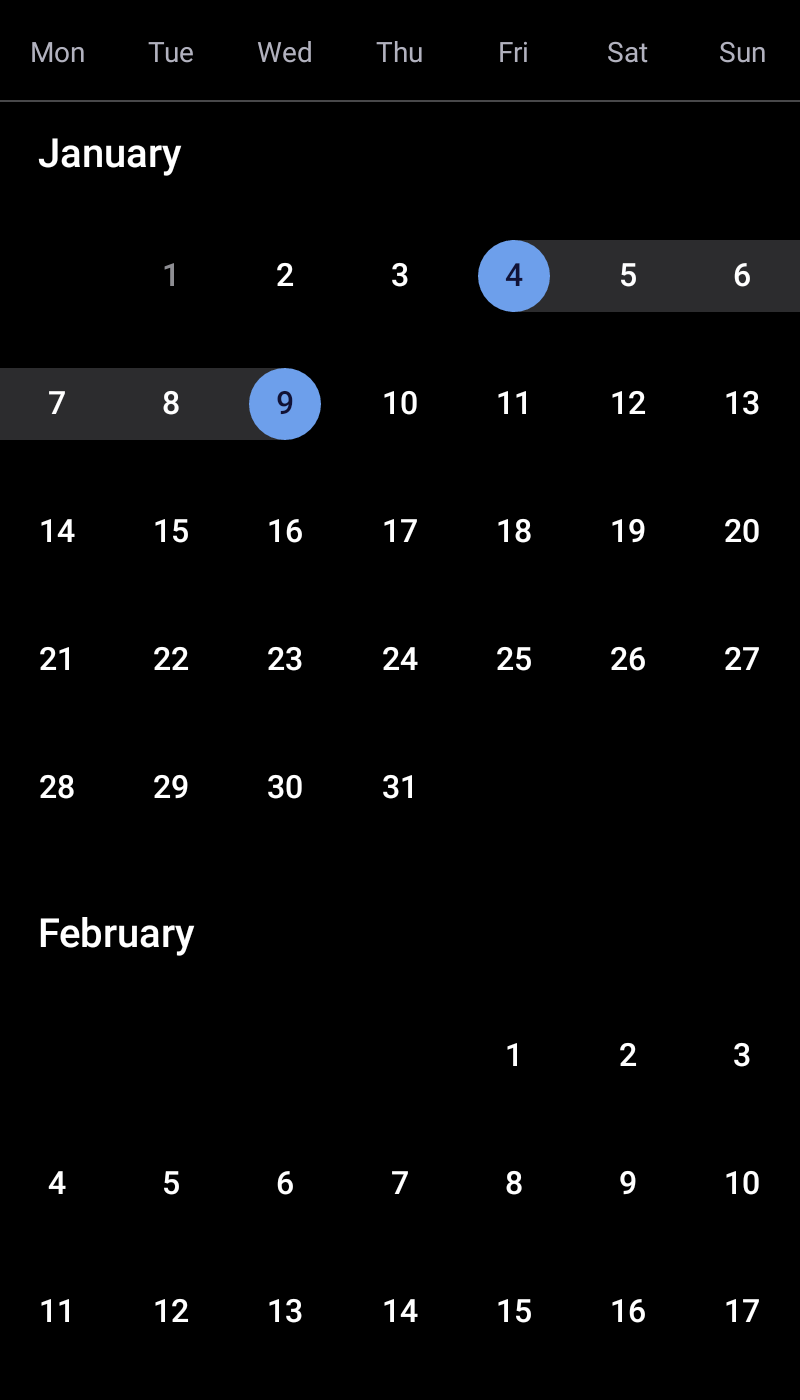 Mon Tue Wed Thu Fri Sat Sun
January
1 2 3 4 5 6
7 8 9 10 11 12 13
14 15 16 17 18 19 20
21 22 23 24 25 26 27
28 29 30 31
February
1 2 3
4 5 6 7 8 9 10
11 12 13 14 15 16 17